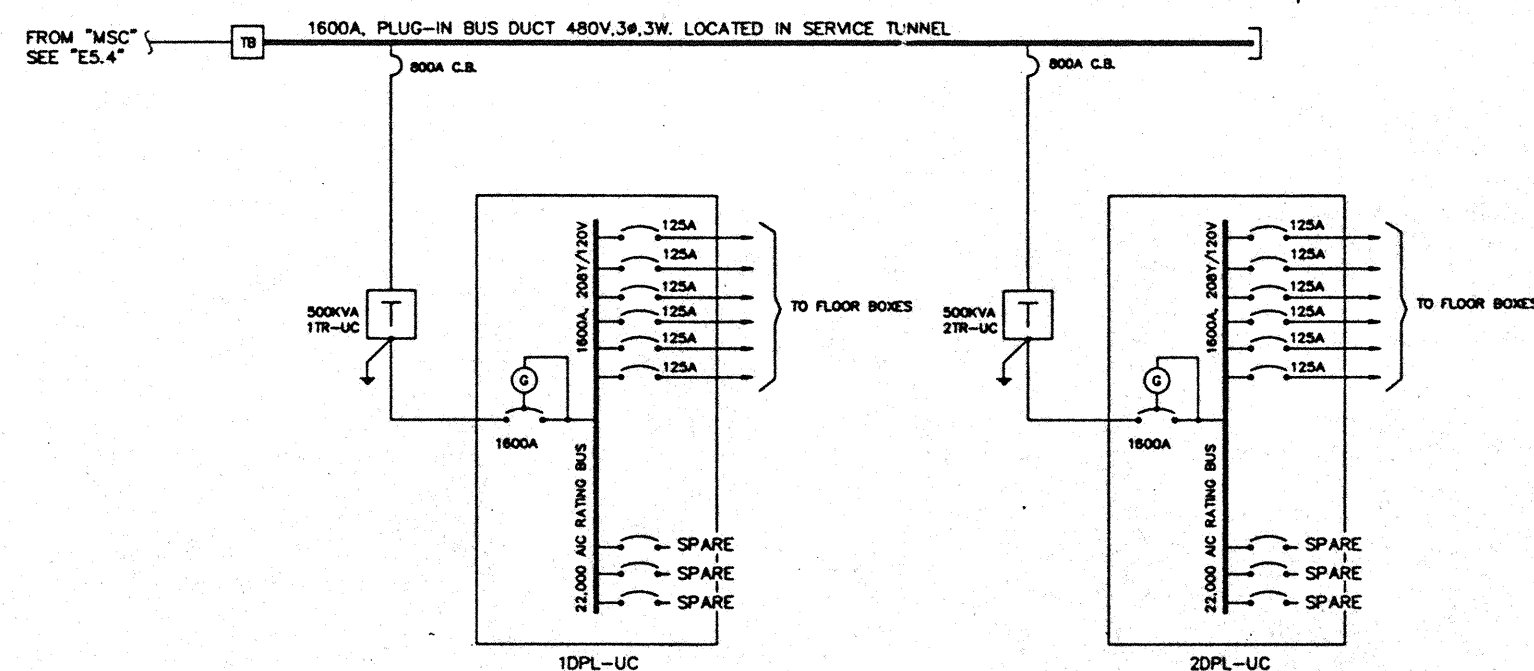 1600A, PLUG-IN BUS DUCT 480V,3ø,3W. LOCATED IN SERVICE TUNNEL
FROM "MSC"
SEE "E5.4"
TB
800A C.B.
800A C.B.
500KVA
1TR-UC
T
1600A, 208Y/120V
125A
125A
125A
125A
125A
125A
TO FLOOR BOXES
G
1600A
22,000 AIC RATING BUS
SPARE
SPARE
SPARE
1DPL-UC
500KVA
2TR-UC
T
1600A, 208Y/120V
125A
125A
125A
125A
125A
125A
TO FLOOR BOXES
G
1600A
22,000 AIC RATING BUS
SPARE
SPARE
SPARE
2DPL-UC